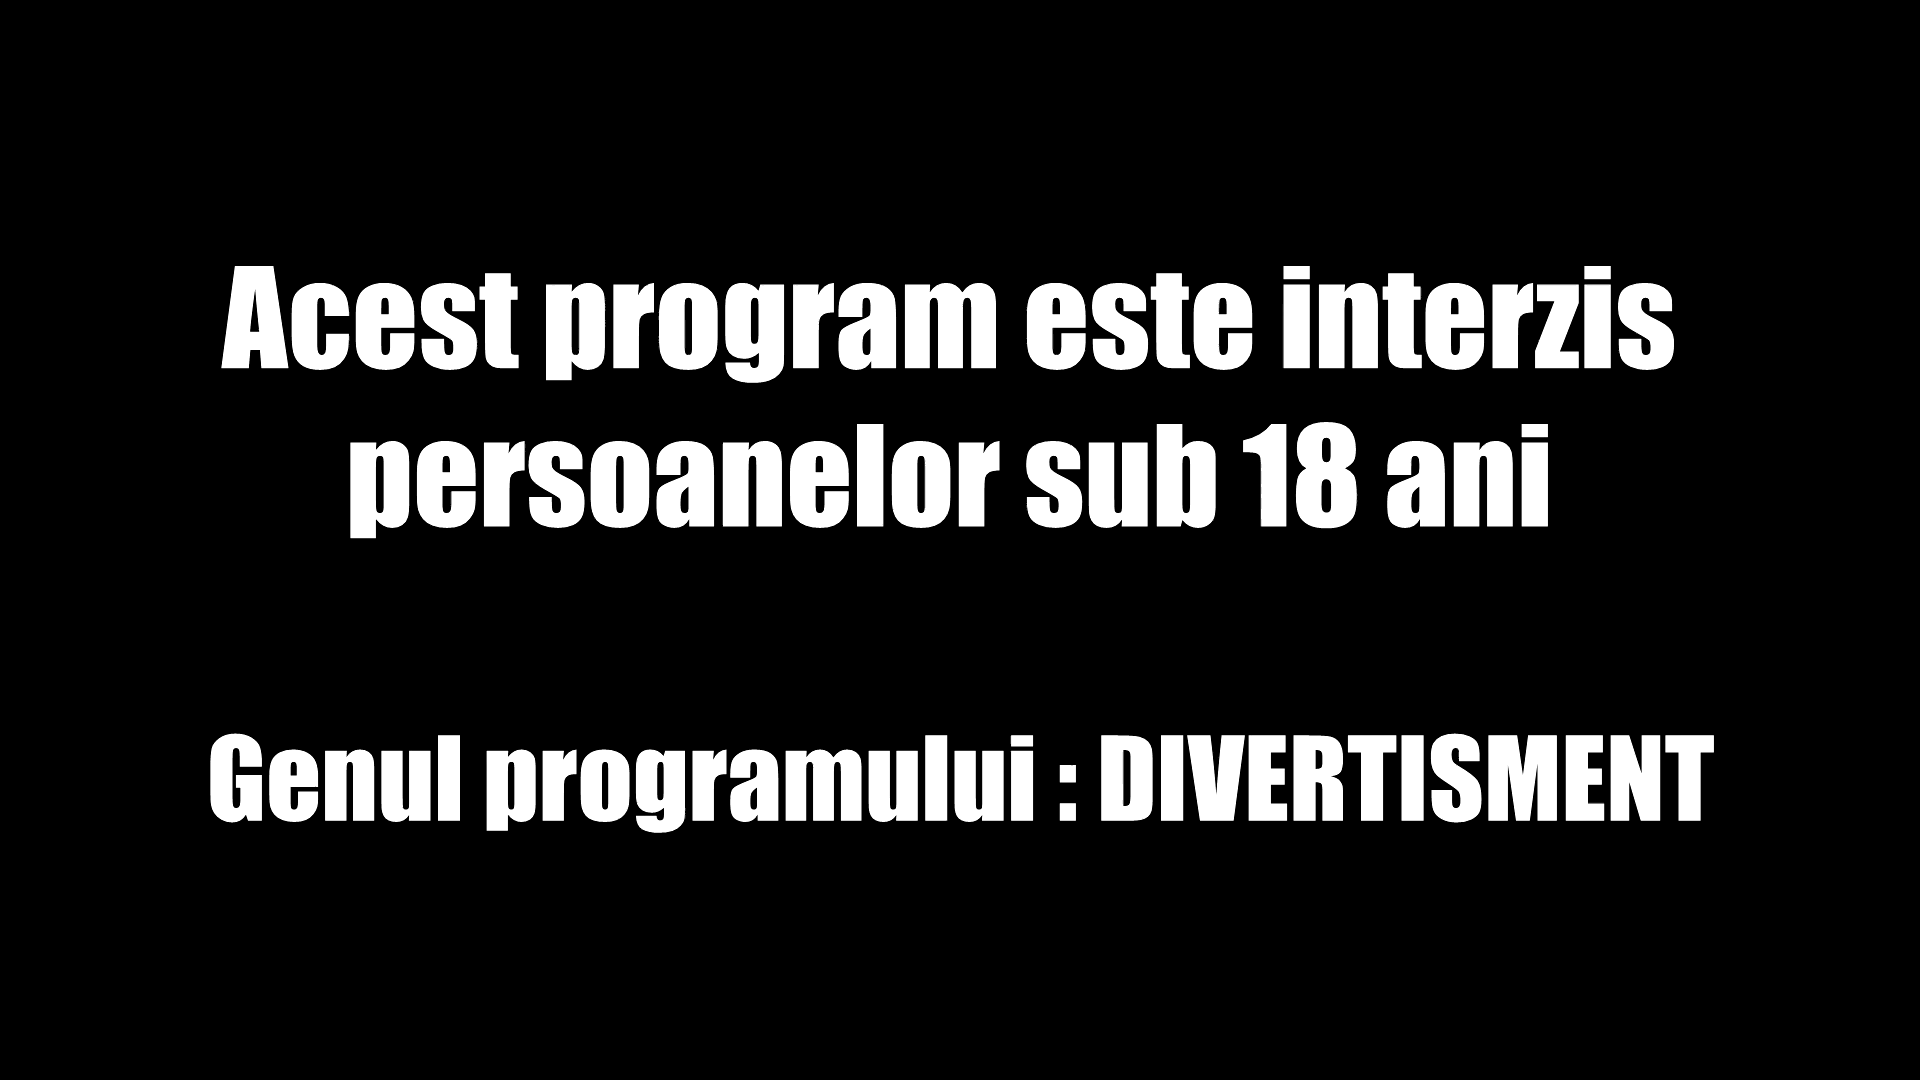 Acest program este interzis
persoanelor sub 18 ani
Genul programului : DIVERTISMENT